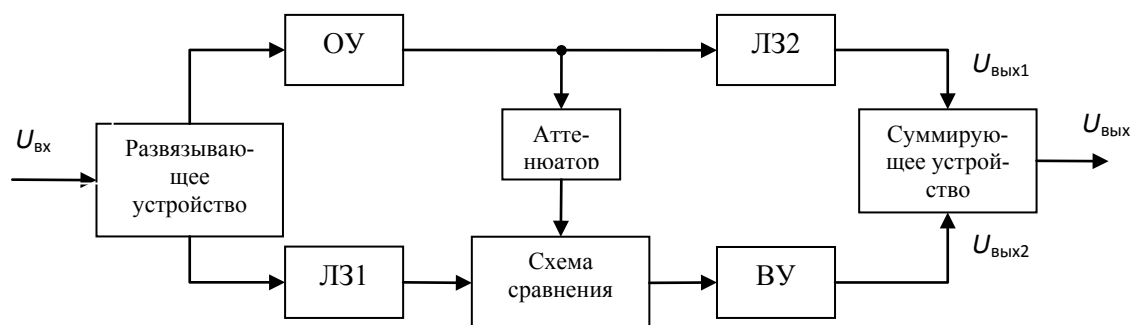 ОУ
ЛЗ2
Uвых1
Uвх
Развязываю-
щее
устройство
Атте-
нюатор
Суммирую-
щее устрой-
ство
Uвых
Uвых2
ЛЗ1
Схема
сравнения
ВУ